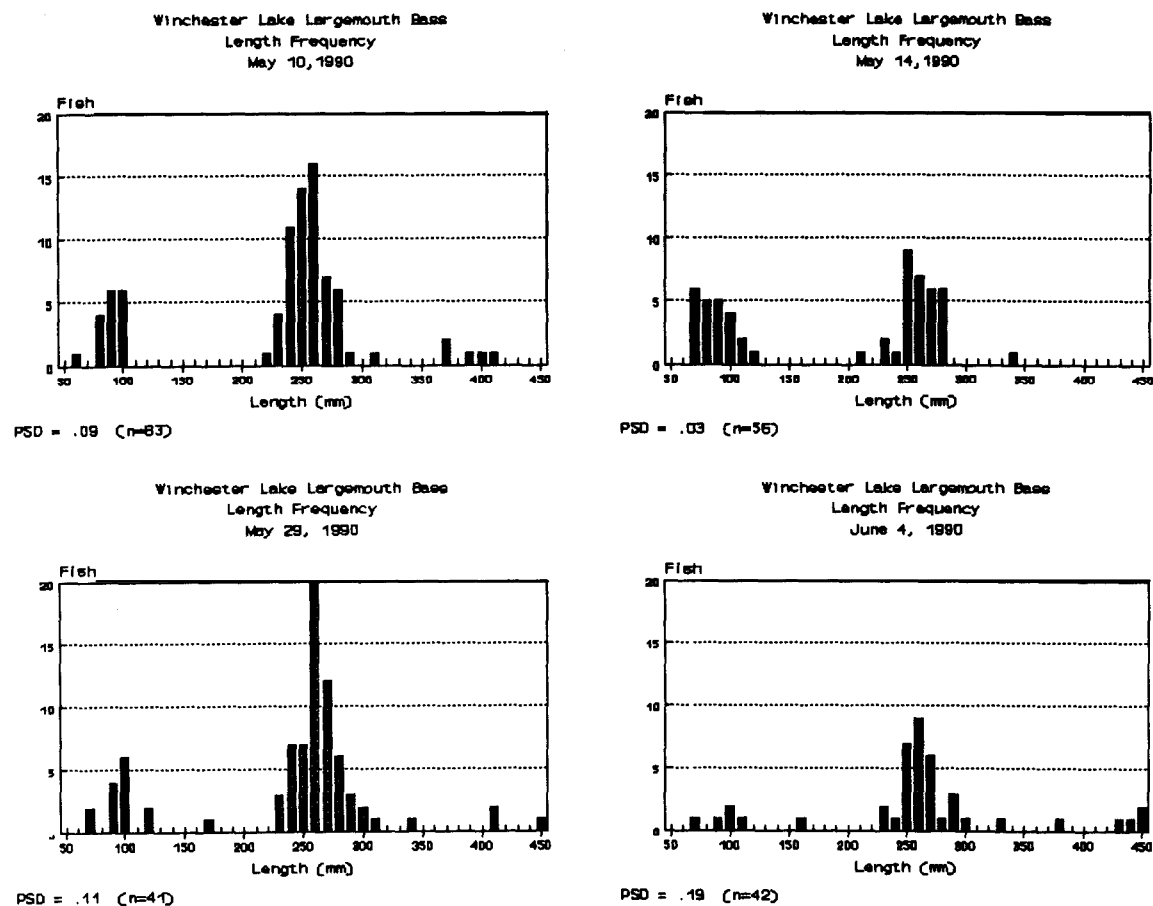 Winchester Lake Largemouth Bass
Length Frequency
May 10,1990
Fish
20
15
10
5
0
50 100 150 200 250 300 350 400 450
Length (mm)
PSD = .09 (n=83)
Winchester Lake Largemouth Bass
Length Frequency
May 14,1990
Fish
20
15
10
5
0
50 100 150 200 250 300 350 400 450
Length (mm)
PSD = .03 (n=56)
Winchester Lake Largemouth Bass
Length Frequency
May 29, 1990
Fish
20
15
10
5
50 100 150 200 250 300 350 400 450
Length (mm)
PSD = .11 (n=41)
Winchester Lake Largemouth Bass
Length Frequency
June 4, 1990
Fish
20
15
10
5
0
50 100 150 200 250 300 350 400 450
Length (mm)
PSD = .19 (n=42)